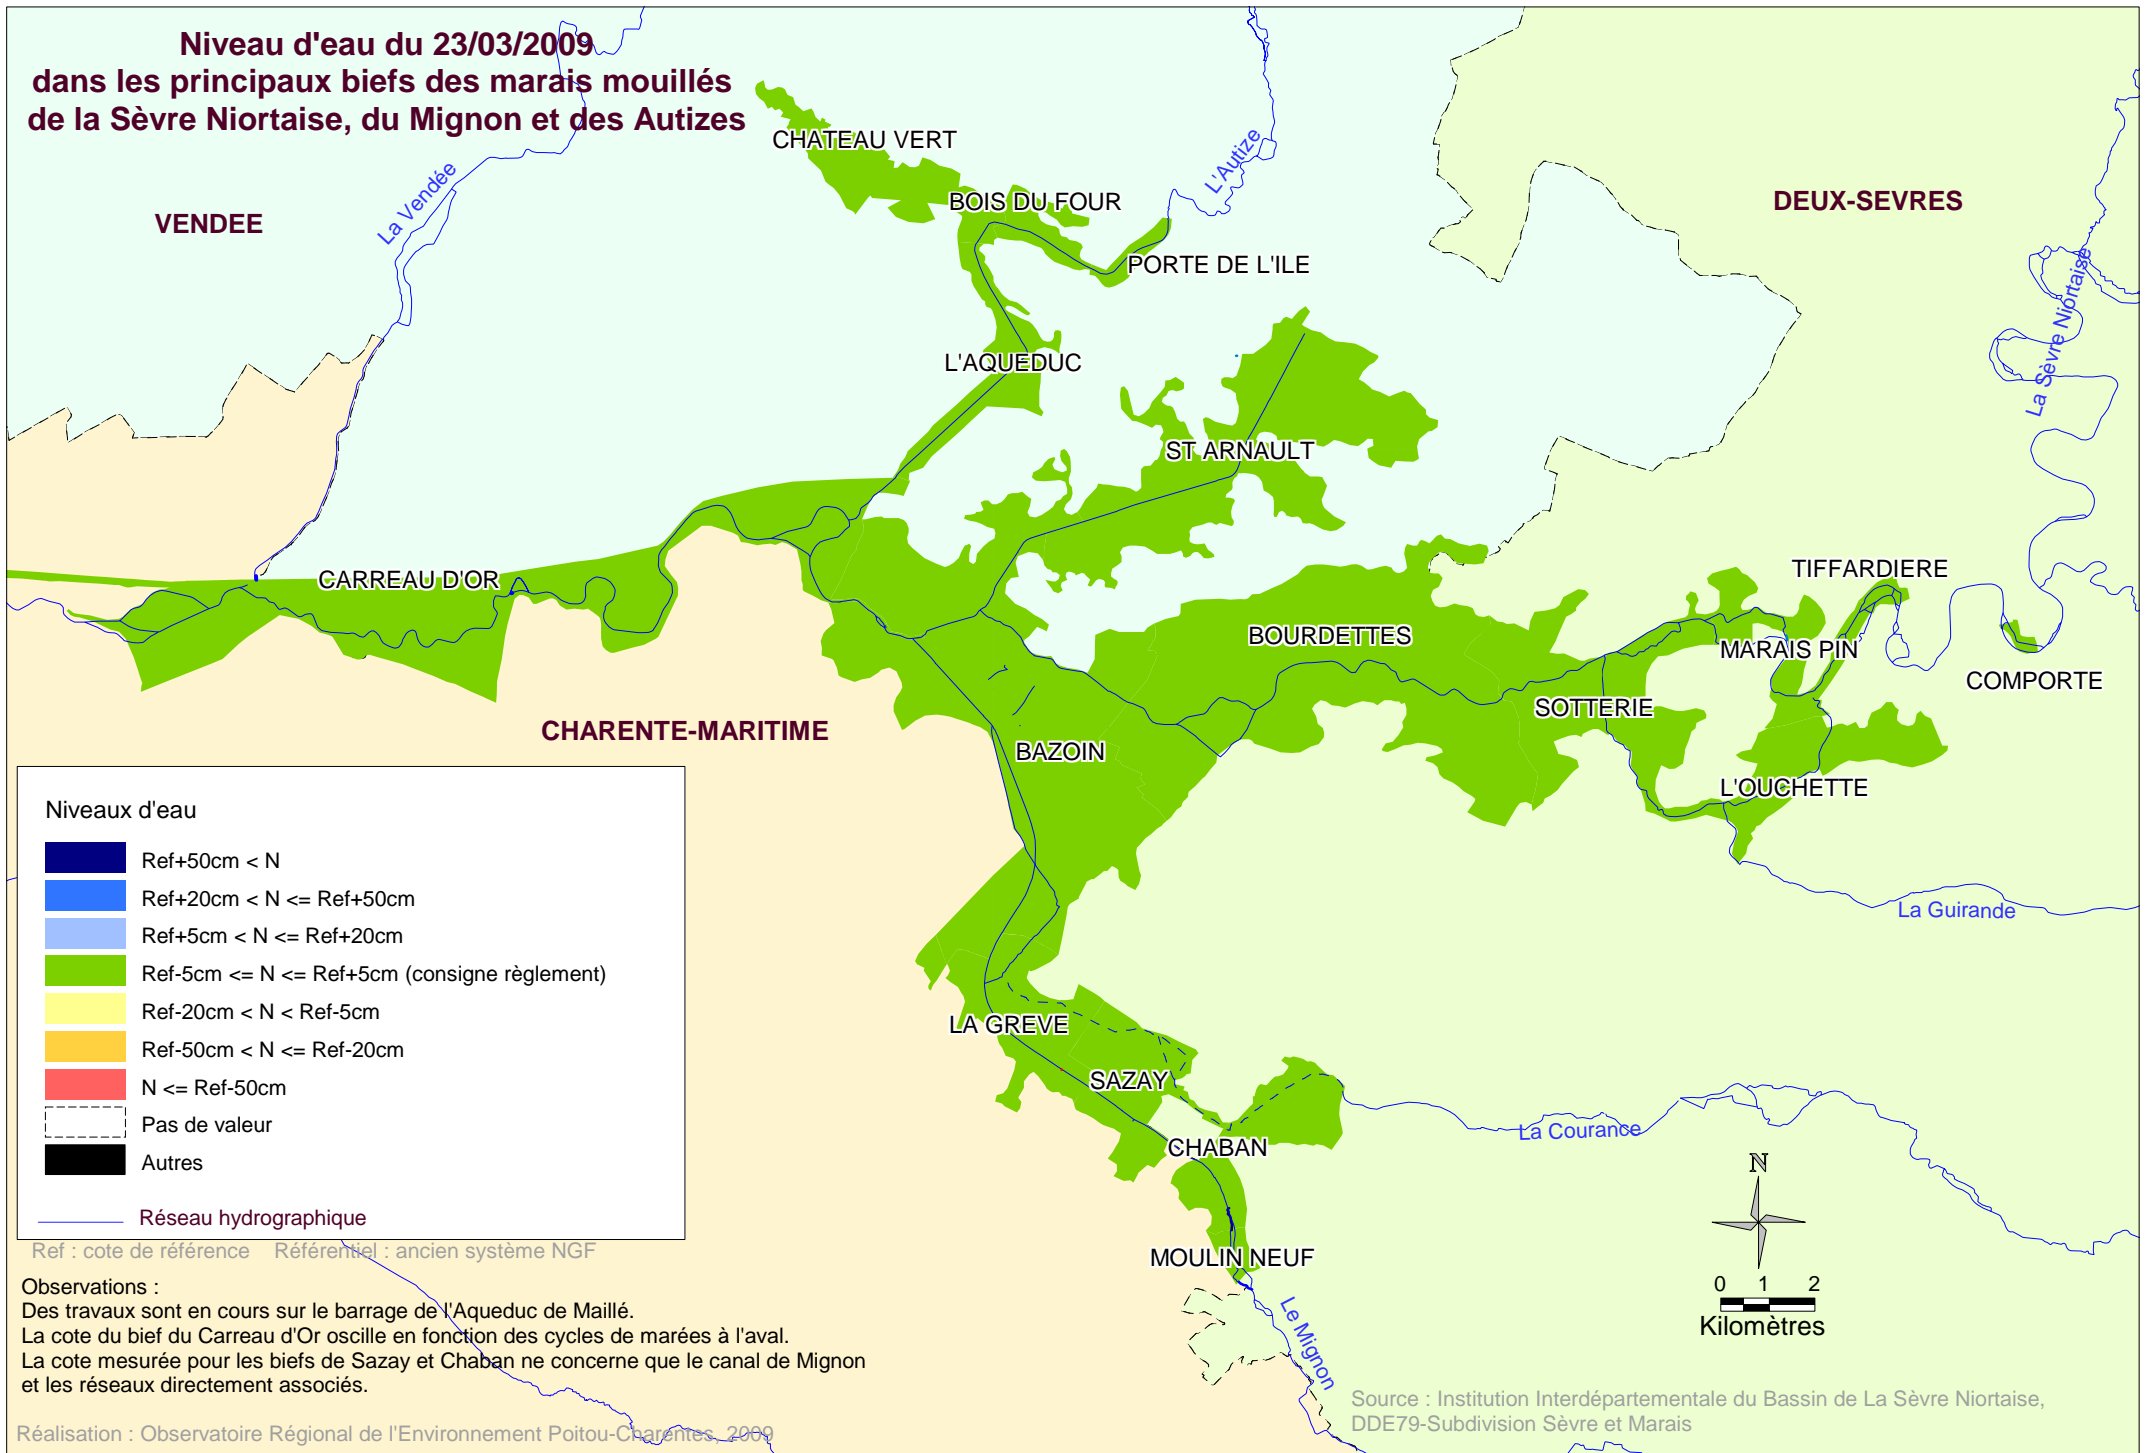 Niveau d'eau du 23/03/2009
dans les principaux biefs des marais mouillés
de la Sèvre Niortaise, du Mignon et des Autizes
CHATEAU VERT
La Vendée
L'Autize
VENDEE
BOIS DU FOUR
DEUX-SEVRES
PORTE DE L'ILE
La Sèvre Niortaise
L'AQUEDUC
ST ARNAULT
CARREAU D'OR
TIFFARDIERE
BOURDETTES
MARAIS PIN
COMPORTE
SOTTERIE
CHARENTE-MARITIME
BAZOIN
L'OUCHETTE
La Guirande
LA GREVE
SAZAY
La Courance
CHABAN
MOULIN NEUF
Le Mignon
Niveaux d'eau
Ref+50cm < N
Ref+20cm < N <= Ref+50cm
Ref+5cm < N <= Ref+20cm
Ref-5cm <= N <= Ref+5cm (consigne règlement)
Ref-20cm < N < Ref-5cm
Ref-50cm < N <= Ref-20cm
N <= Ref-50cm
Pas de valeur
Autres
Réseau hydrographique
Ref : cote de référence Référentiel : ancien système NGF
Observations :
Des travaux sont en cours sur le barrage de l'Aqueduc de Maillé.
La cote du bief du Carreau d'Or oscille en fonction des cycles de marées à l'aval.
La cote mesurée pour les biefs de Sazay et Chaban ne concerne que le canal de Mignon
et les réseaux directement associés.
Réalisation : Observatoire Régional de l'Environnement Poitou-Charentes, 2009
N
0 1 2
Kilomètres
Source : Institution Interdépartementale du Bassin de La Sèvre Niortaise,
DDE79-Subdivision Sèvre et Marais